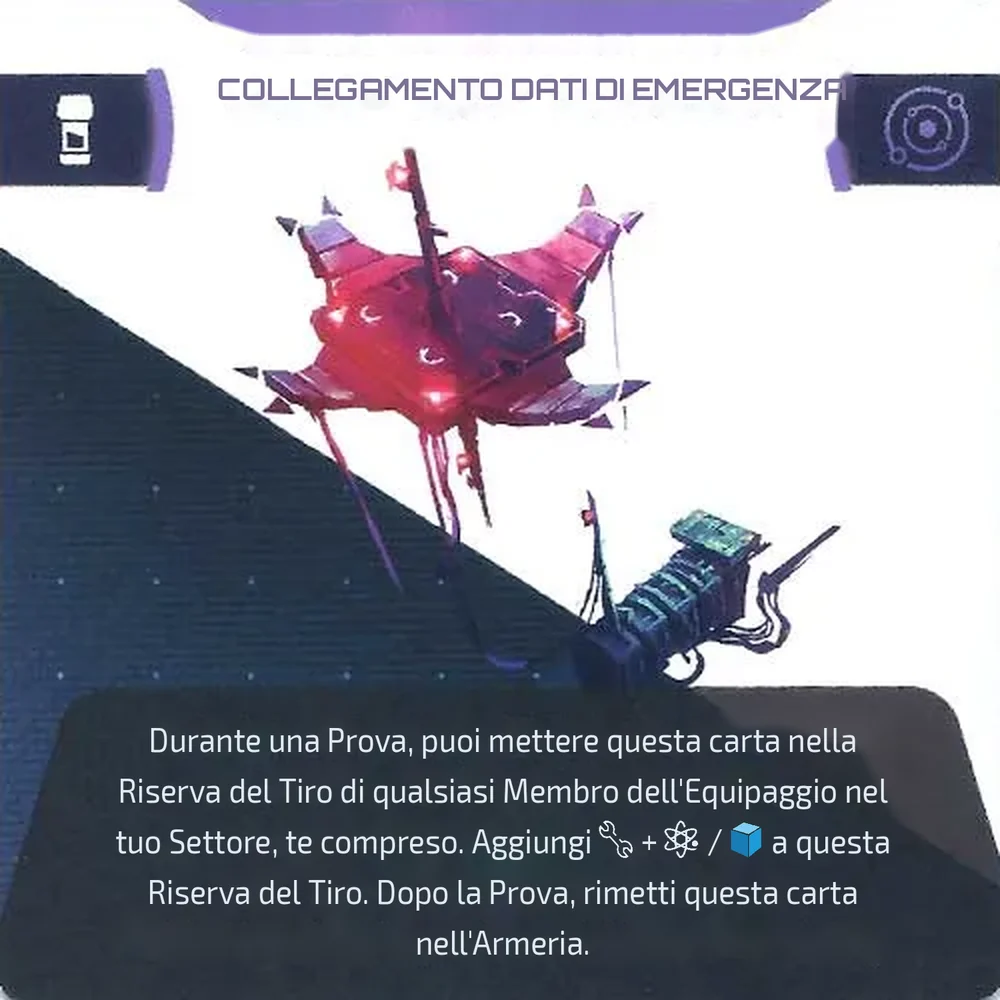 COLLEGAMENTO DATI DI EMERGENZA
Durante una Prova, puoi mettere questa carta nella
Riserva del Tiro di qualsiasi Membro dell'Equipaggio nel
tuo Settore, te compreso. Aggiungi + / a questa
Riserva del Tiro. Dopo la Prova, rimetti questa carta
nell'Armeria.